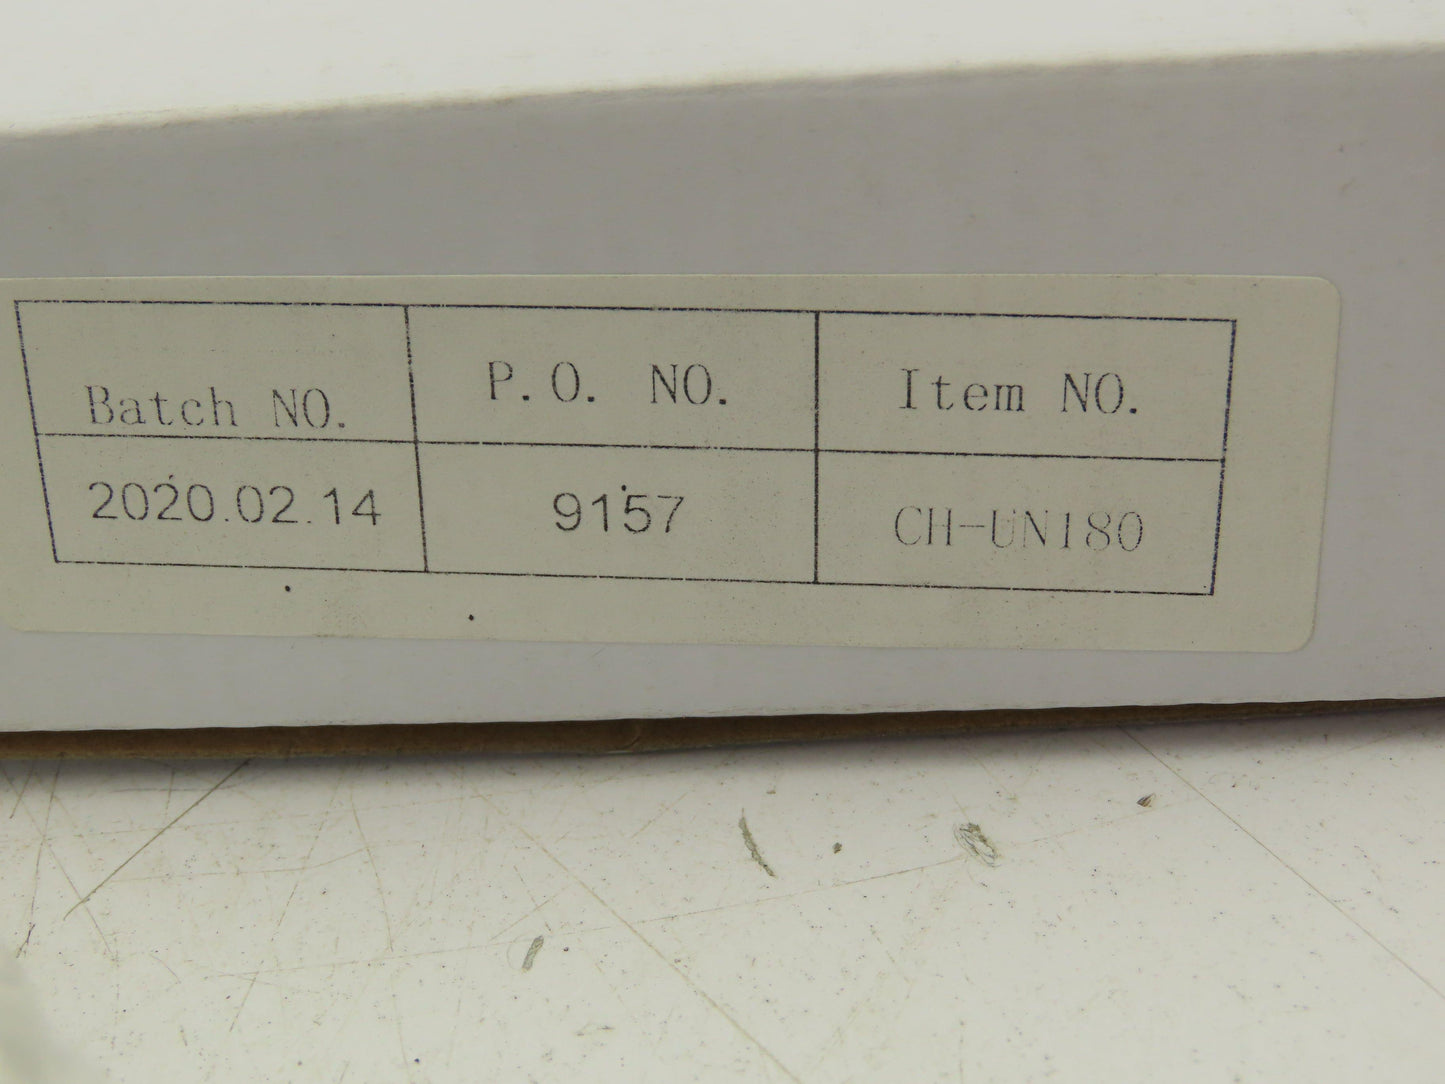 Batch NO. P.O. NO. Item NO.
2020.02.14 9157 CH-UN180